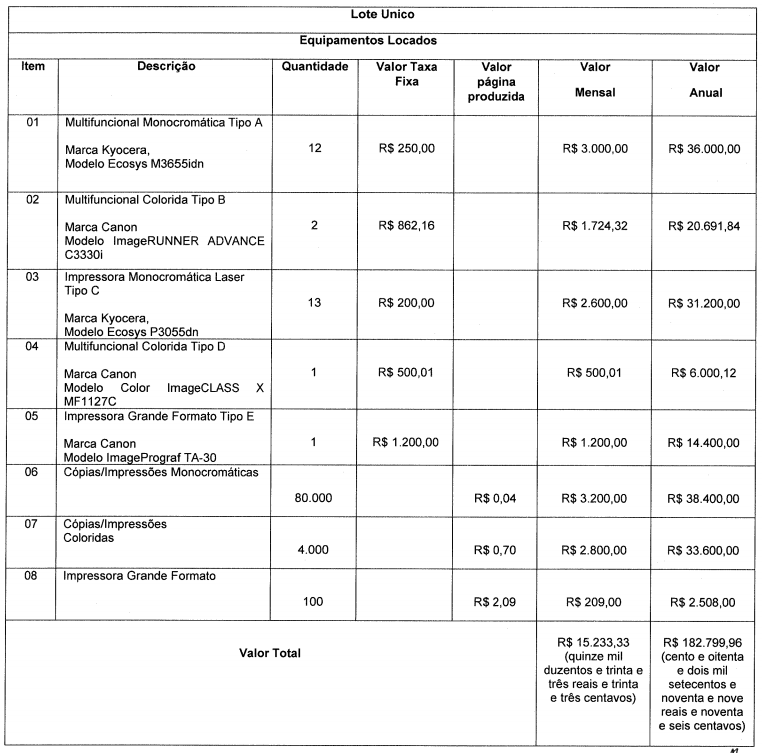 Lote Unico
Equipamentos Locados
Item Descrição Quantidade Valor Taxa Fixa Valor página produzida Valor Mensal Valor Anual
01 Multifuncional Monocromática Tipo A
Marca Kyocera,
Modelo Ecosys M3655idn
12 R$ 250,00 R$ 3.000,00 R$ 36.000,00
02 Multifuncional Colorida Tipo B
Marca Canon
Modelo ImageRUNNER ADVANCE
C3330i
2 R$ 862,16 R$ 1.724,32 R$ 20.691,84
03 Impressora Monocromática Laser
Tipo C
Marca Kyocera,
Modelo Ecosys P3055dn
13 R$ 200,00 R$ 2.600,00 R$ 31.200,00
04 Multifuncional Colorida Tipo D
Marca Canon
Modelo Color ImageCLASS X
MF1127C
1 R$ 500,01 R$ 500,01 R$ 6.000,12
05 Impressora Grande Formato Tipo E
Marca Canon
Modelo ImagePrograf TA-30
1 R$ 1.200,00 R$ 1.200,00 R$ 14.400,00
06 Cópias/Impressões Monocromáticas
80.000 R$ 0,04 R$ 3.200,00 R$ 38.400,00
07 Cópias/Impressões
Coloridas
4.000 R$ 0,70 R$ 2.800,00 R$ 33.600,00
08 Impressora Grande Formato
100 R$ 2,09 R$ 209,00 R$ 2.508,00
Valor Total
R$ 15.233,33
(quinze mil
duzentos e trinta e
três reais e trinta
e três centavos)
R$ 182.799,96
(cento e oitenta
e dois mil
setecentos e
noventa e nove
reais e noventa
e seis centavos)